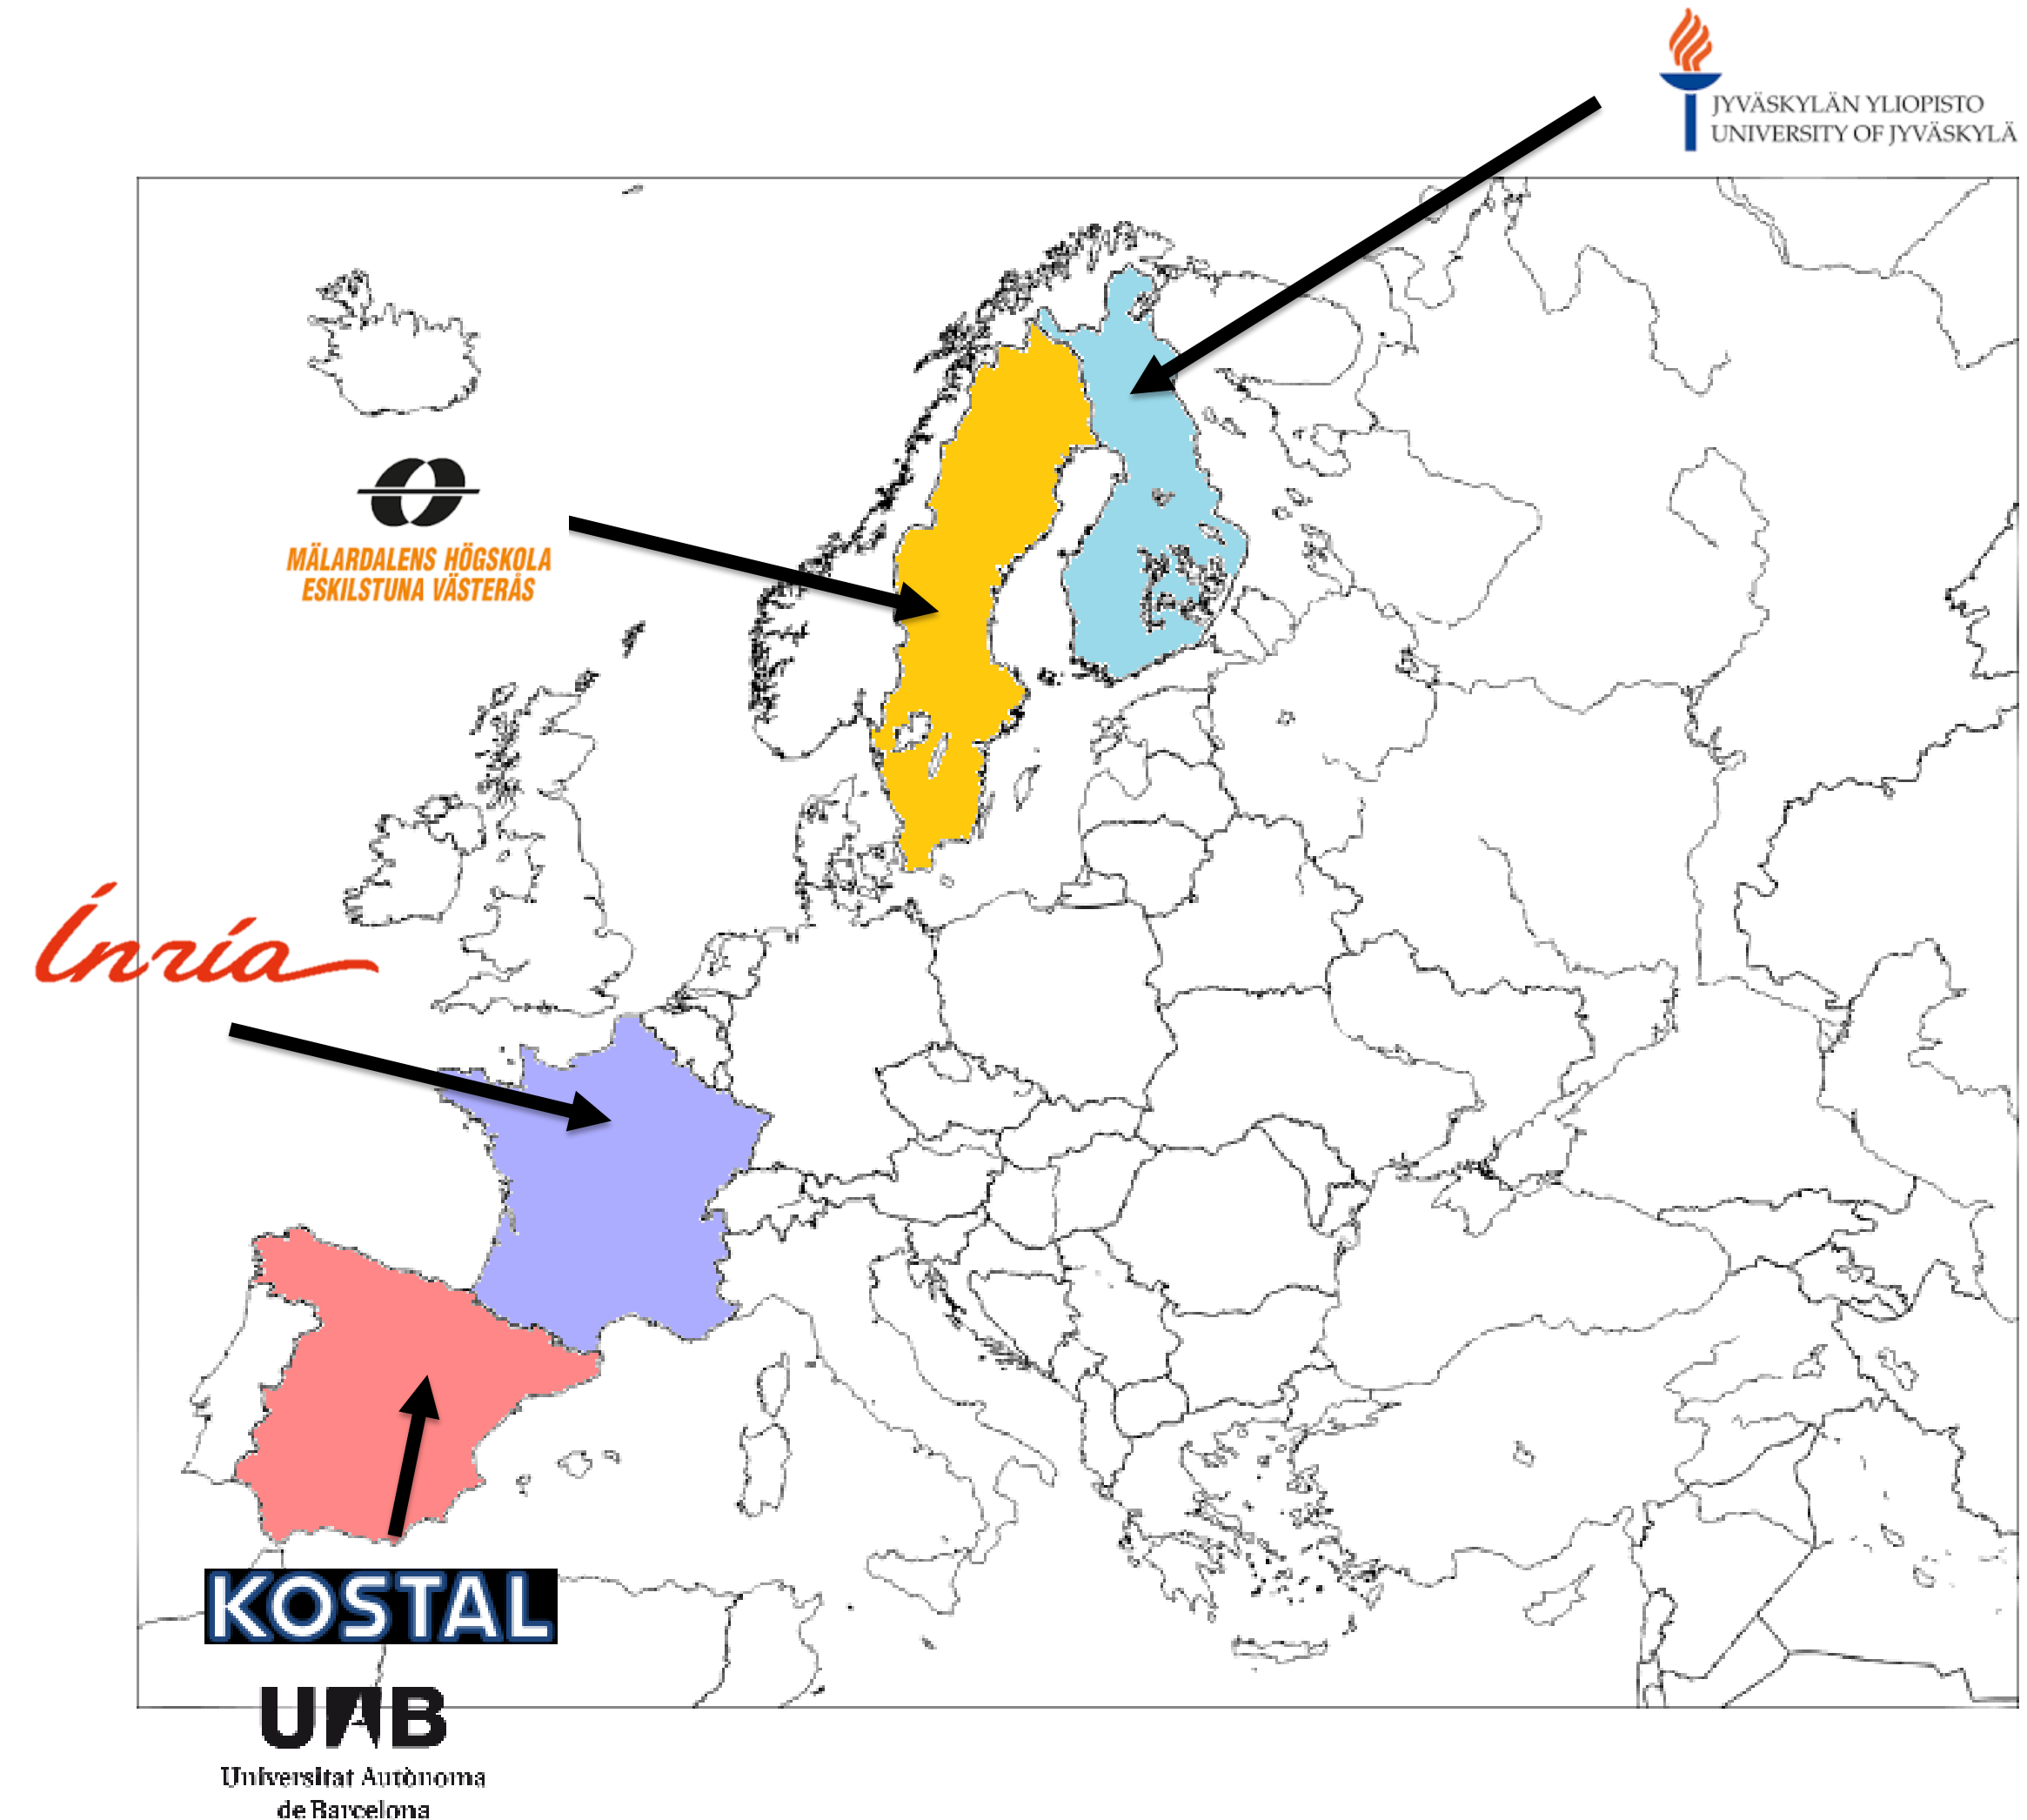 JYVÄSKYLÄN YLIOPISTO
UNIVERSITY OF JYVÄSKYLÄ
MÄLARDALENS HÖGSKOLA
ESKILSTUNA VÄSTERÅS
Inria
KOSTAL
UAB
Universitat Autònoma
de Barcelona